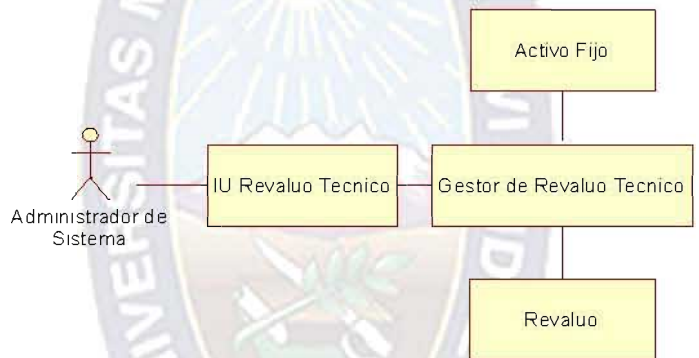 Activo Fijo
IU Revaluo Tecnico
Gestor de Revaluo Tecnico
Administrador de
Sistema
Revaluo